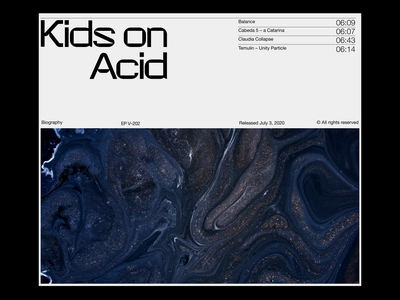 Kids on
Acid
Balance 06:09
Cabeda 5 – a Catarina 06:07
Claudia Collapse 06:43
Temulin – Unity Particle 06:14
Biography EP V–202 Released July 3, 2020 © All rights reserved